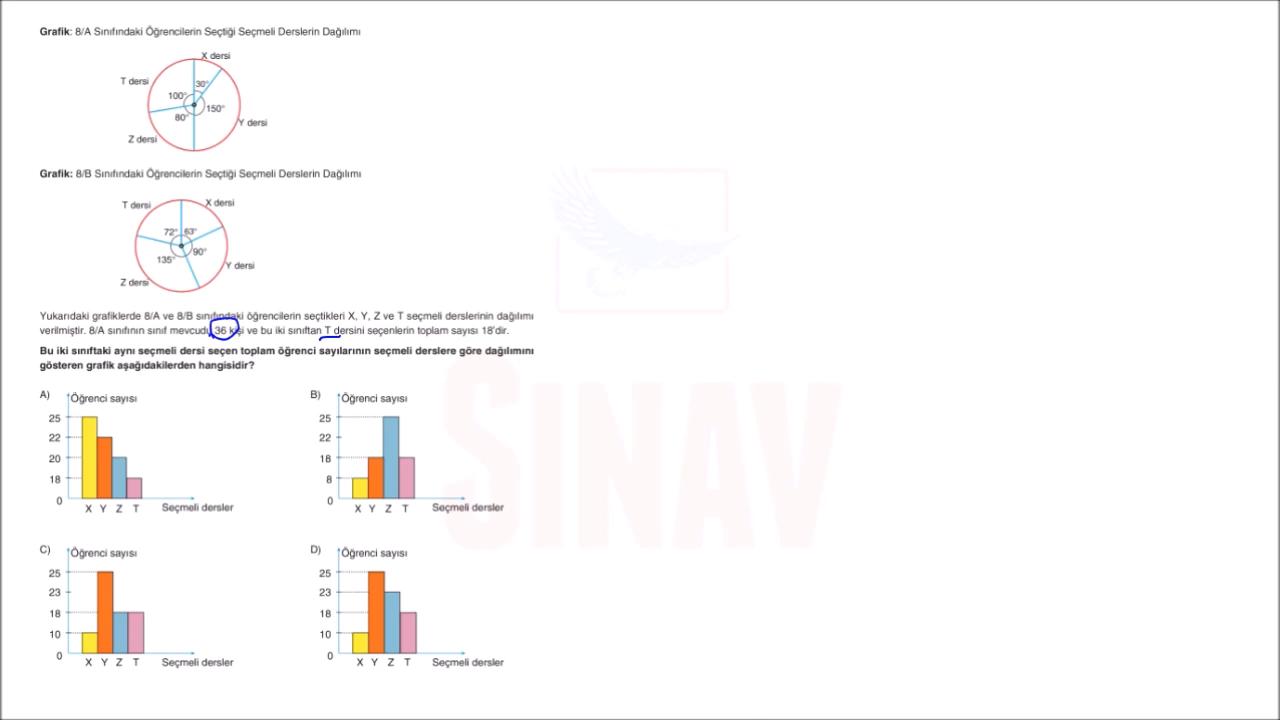 Grafik: 8/A Sınıfındaki Öğrencilerin Seçtiği Seçmeli Derslerin Dağılımı
X dersi
T dersi
30°
100°
150°
80°
Y dersi
Z dersi
Grafik: 8/B Sınıfındaki Öğrencilerin Seçtiği Seçmeli Derslerin Dağılımı
T dersi
X dersi
72° 63°
90°
135°
Y dersi
Z dersi
Yukarıdaki grafiklerde 8/A ve 8/B sınıfındaki öğrencilerin seçtikleri X, Y, Z ve T seçmeli derslerinin dağılımı
verilmiştir. 8/A sınıfının sınıf mevcudu 36 kişi ve bu iki sınıftan T dersini seçenlerin toplam sayısı 18'dir.
Bu iki sınıftaki aynı seçmeli dersi seçen toplam öğrenci sayılarının seçmeli derslere göre dağılımını
gösteren grafik aşağıdakilerden hangisidir?
A)
Öğrenci sayısı
25
22
20
18
0
X Y Z T
Seçmeli dersler
B)
Öğrenci sayısı
25
22
18
8
0
X Y Z T
Seçmeli dersler
C)
Öğrenci sayısı
25
23
18
10
0
X Y Z T
Seçmeli dersler
D)
Öğrenci sayısı
25
23
18
10
0
X Y Z T
Seçmeli dersler
SINAV